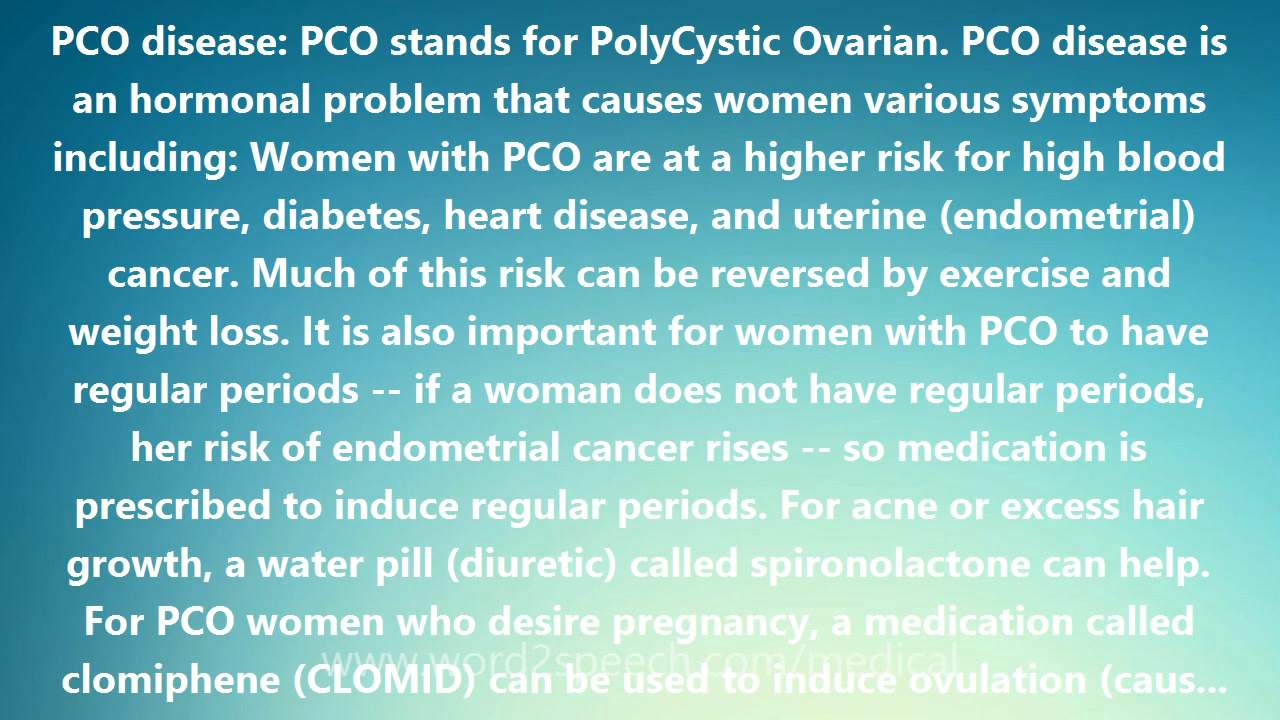 PCO disease: PCO stands for PolyCystic Ovarian. PCO disease is
an hormonal problem that causes women various symptoms
including: Women with PCO are at a higher risk for high blood
pressure, diabetes, heart disease, and uterine (endometrial)
cancer. Much of this risk can be reversed by exercise and
weight loss. It is also important for women with PCO to have
regular periods -- if a woman does not have regular periods,
her risk of endometrial cancer rises -- so medication is
prescribed to induce regular periods. For acne or excess hair
growth, a water pill (diuretic) called spironolactone can help.
For PCO women who desire pregnancy, a medication called
www.word2speech.com/medical
clomiphene (CLOMID) can be used to induce ovulation (caus...